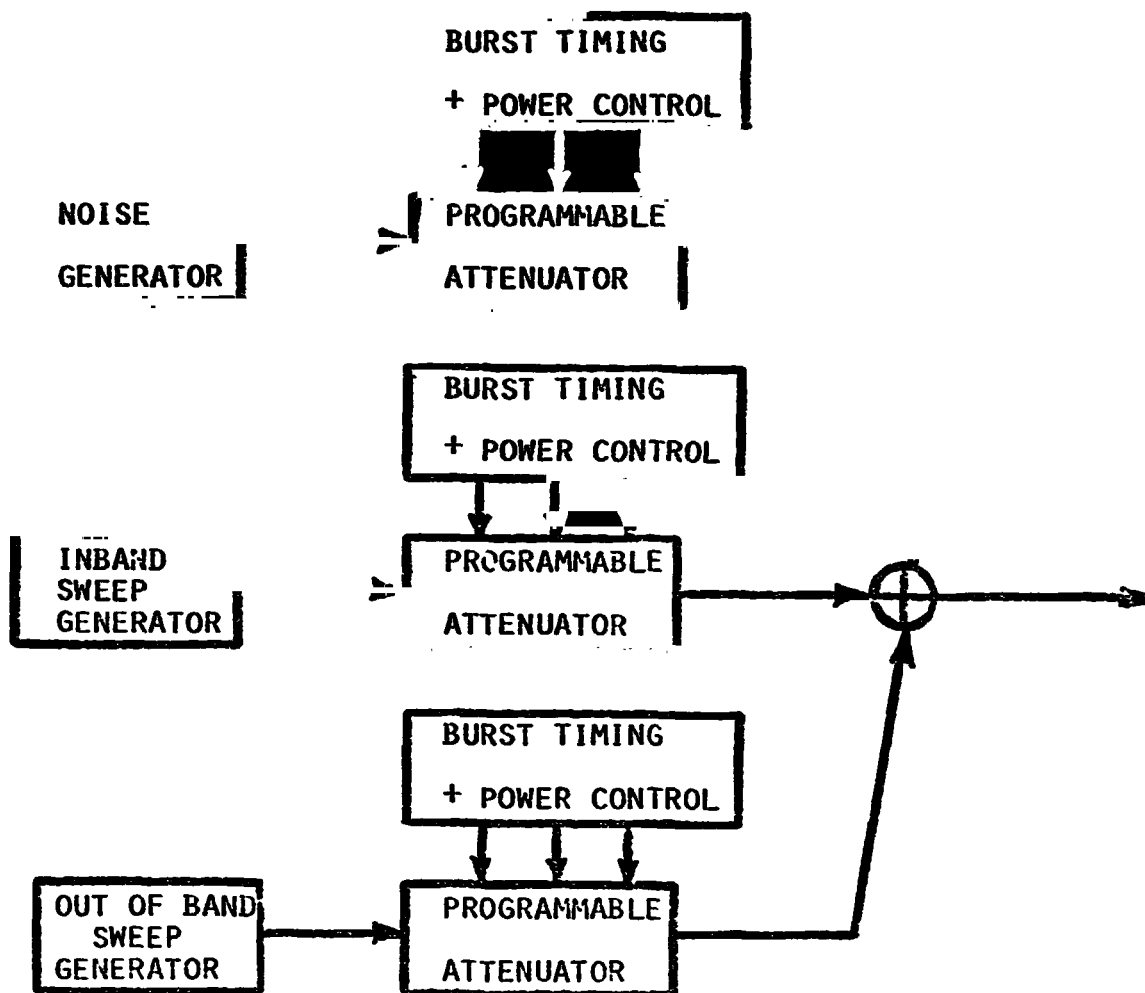 BURST TIMING
+ POWER CONTROL
NOISE
GENERATOR
PROGRAMMABLE
ATTENUATOR
BURST TIMING
+ POWER CONTROL
INBAND
SWEEP
GENERATOR
PROGRAMMABLE
ATTENUATOR
BURST TIMING
+ POWER CONTROL
OUT OF BAND
SWEEP
GENERATOR
PROGRAMMABLE
ATTENUATOR